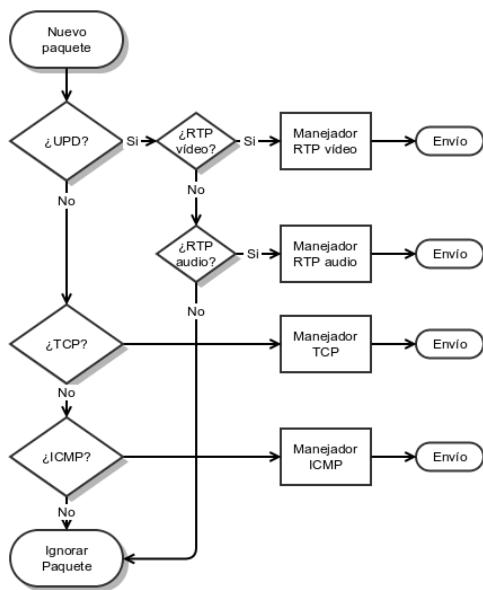 Nuevo
paquete
¿UPD?
Si
¿RTP
vídeo?
Si
Manejador
RTP vídeo
Envío
No
No
¿RTP
audio?
Si
Manejador
RTP audio
Envío
No
¿TCP?
Manejador
TCP
Envío
No
¿ICMP?
Manejador
ICMP
Envío
No
Ignorar
Paquete